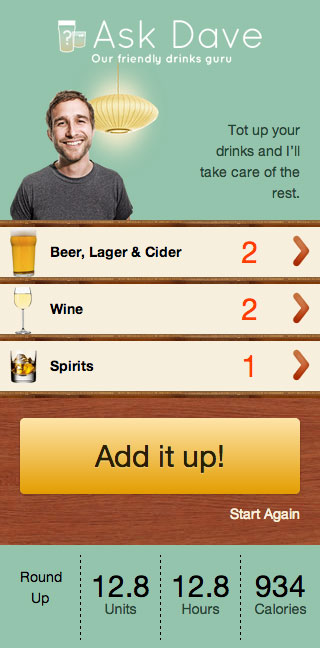 Ask Dave
Our friendly drinks guru
Tot up your
drinks and I'll
take care of the
rest.
Beer, Lager & Cider 2
Wine 2
Spirits 1
Add it up!
Start Again
Round
Up
12.8 12.8 934
Units Hours Calories